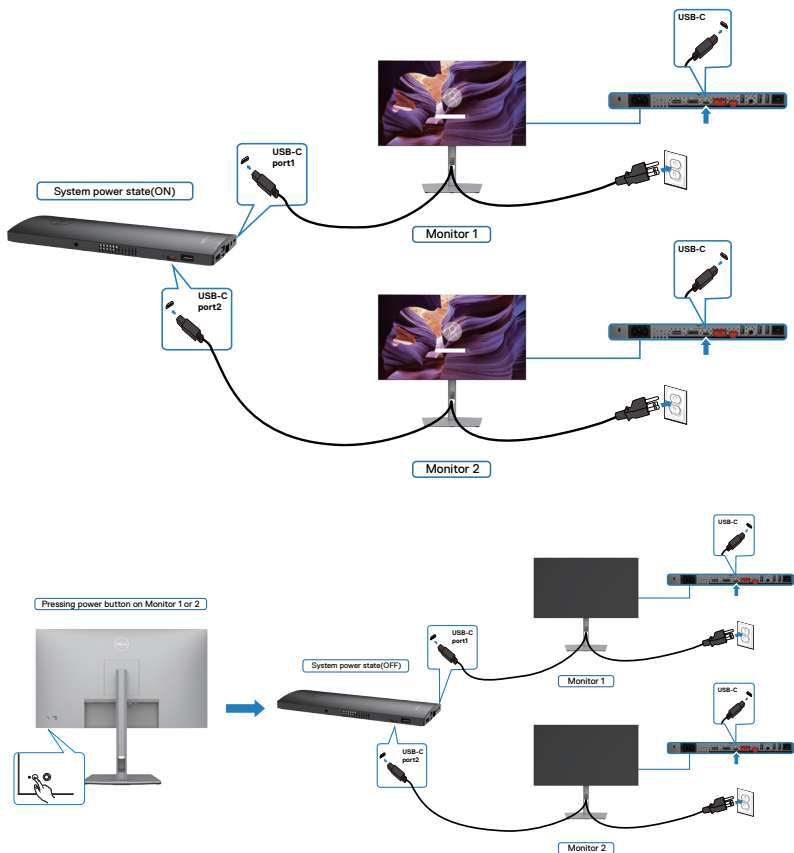 USB-C
USB-C
port1
System power state(ON)
Monitor 1
USB-C
USB-C
port2
Monitor 2
USB-C
Pressing power button on Monitor 1 or 2
USB-C
port1
System power state(OFF)
Monitor 1
USB-C
USB-C
port2
Monitor 2